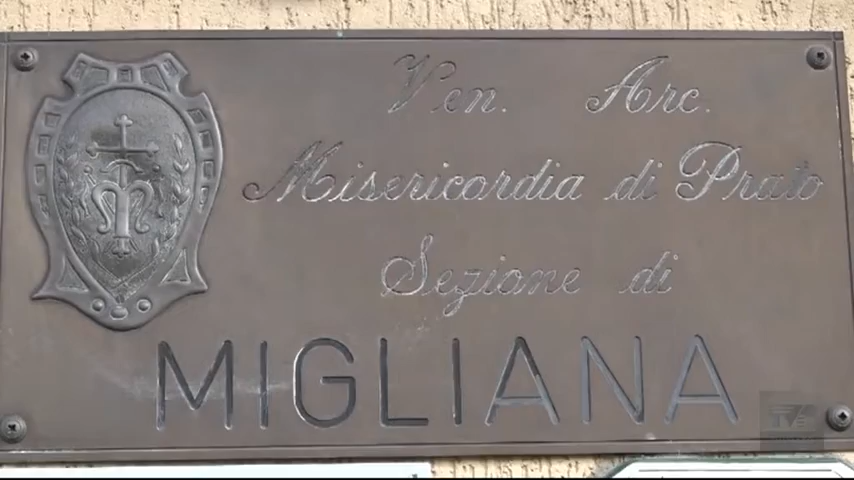 Ven. Arc.
Misericordia di Prato
Sezione di
MIGLIANA